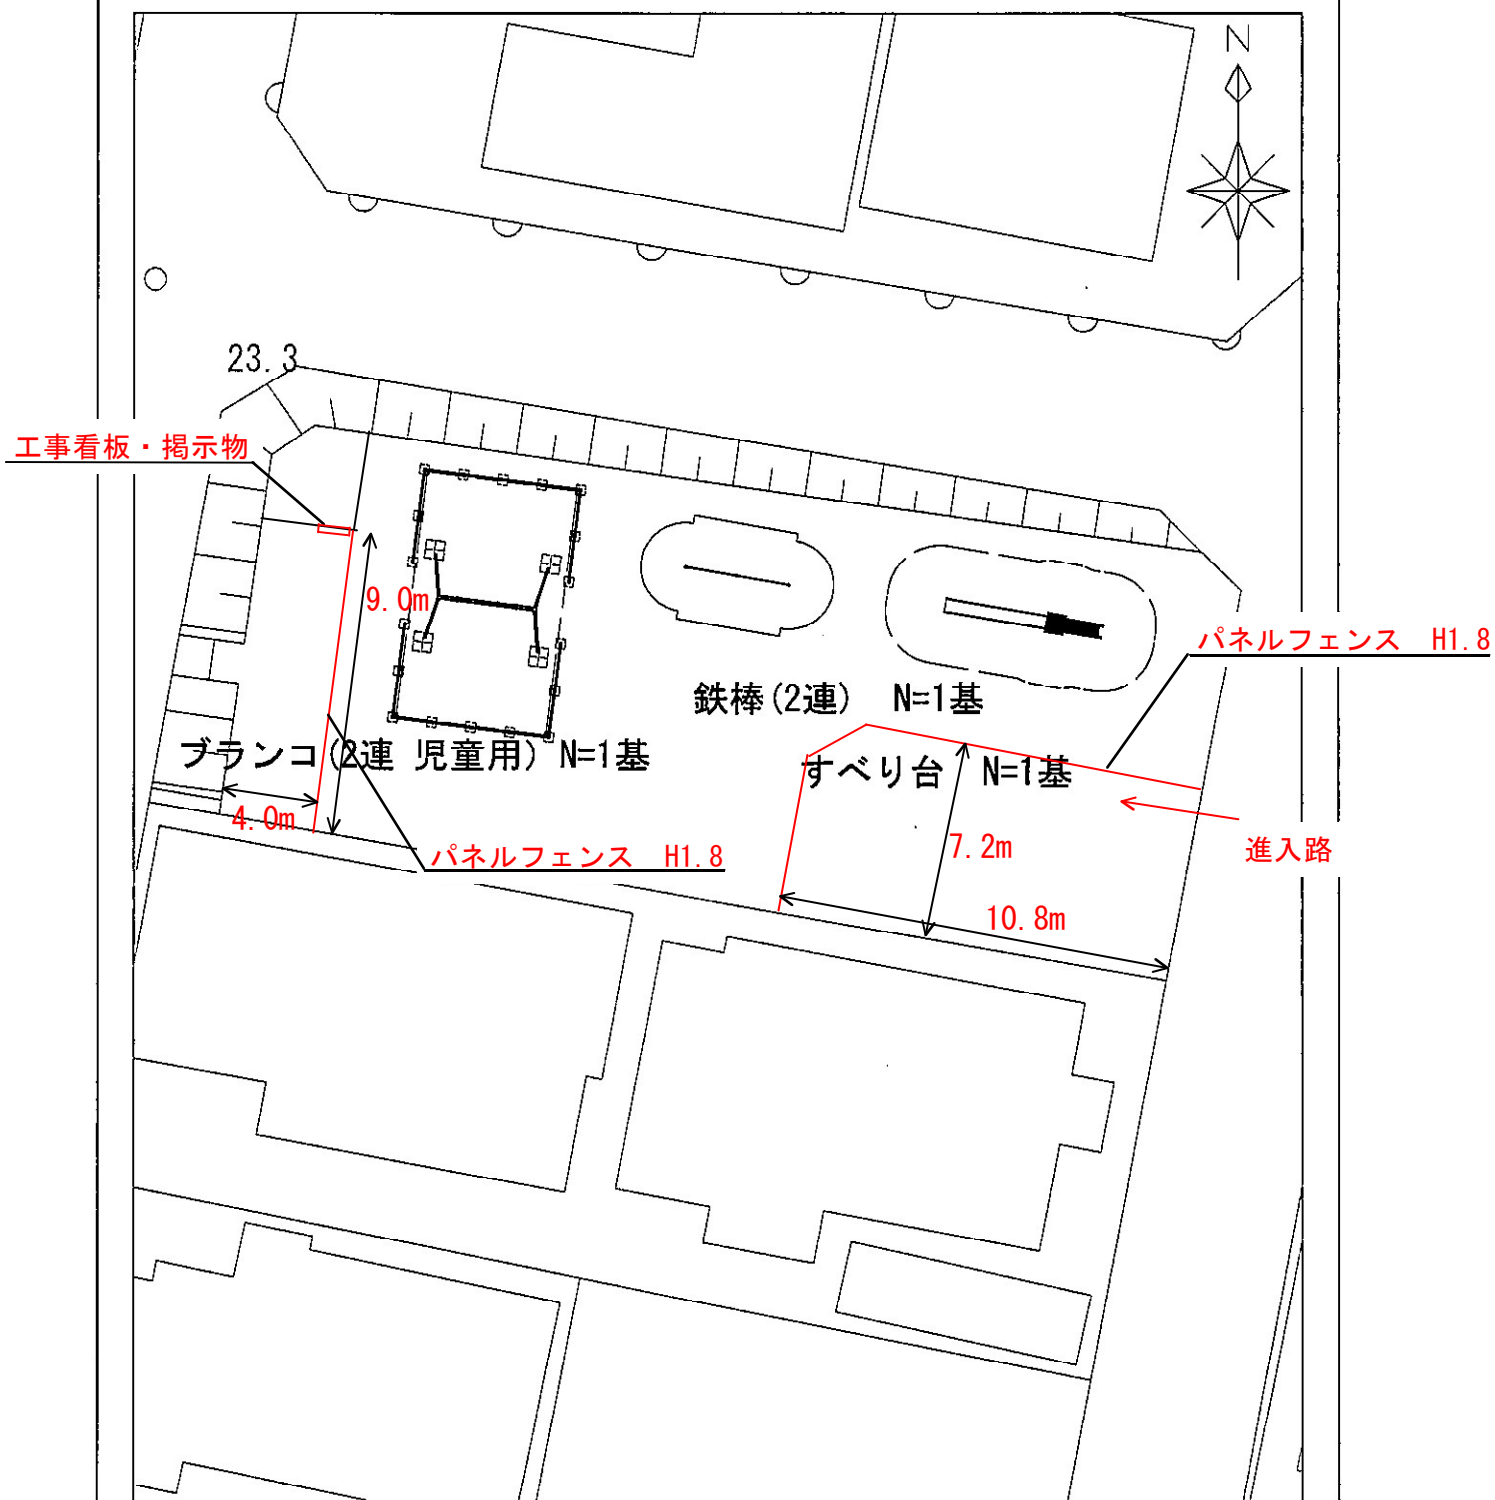 N
23.3
工事看板・掲示物
9.0m
パネルフェンス H1.8
鉄棒(2連) N=1基
ブランコ(2連 児童用) N=1基
すべり台 N=1基
4.0m
7.2m
進入路
パネルフェンス H1.8
10.8m